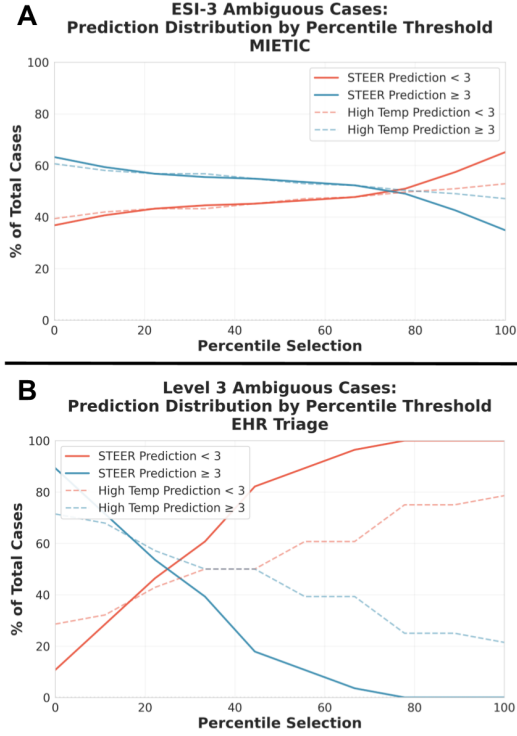 A
ESI-3 Ambiguous Cases:
Prediction Distribution by Percentile Threshold
MIETIC
100
80
60
40
20
0
% of Total Cases
STEER Prediction < 3
STEER Prediction ≥ 3
High Temp Prediction < 3
High Temp Prediction ≥ 3
0 20 40 60 80 100
Percentile Selection
B
Level 3 Ambiguous Cases:
Prediction Distribution by Percentile Threshold
EHR Triage
100
80
60
40
20
0
% of Total Cases
STEER Prediction < 3
STEER Prediction ≥ 3
High Temp Prediction < 3
High Temp Prediction ≥ 3
0 20 40 60 80 100
Percentile Selection